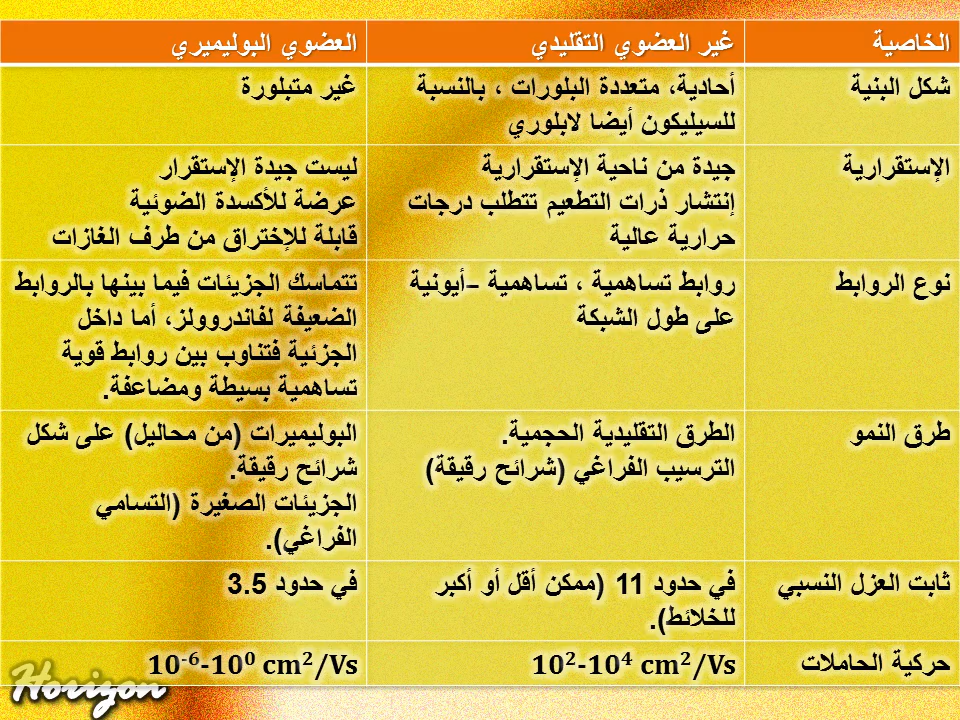 الخاصية
غير العضوي التقليدي
العضوي البوليميري
شكل البنية
أحادية، متعددة البلورات ، بالنسبة
للسيليكون أيضا لابلوري
غير متبلورة
الإستقرارية
جيدة من ناحية الإستقرارية
إنتشار ذرات التطعيم تتطلب درجات
حرارية عالية
ليست جيدة الإستقرار
عرضة للأكسدة الضوئية
قابلة للإختراق من طرف الغازات
نوع الروابط
روابط تساهمية ، تساهمية –أيونية
على طول الشبكة
تتماسك الجزيئات فيما بينها بالروابط
الضعيفة لفاندروولز، أما داخل
الجزئية فتناوب بين روابط قوية
تساهمية بسيطة ومضاعفة.
طرق النمو
الطرق التقليدية الحجمية.
الترسيب الفراغي (شرائح رقيقة)
البوليميرات (من محاليل) على شكل
شرائح رقيقة.
الجزيئات الصغيرة (التسامي
الفراغي).
ثابت العزل النسبي
في حدود 11 (ممكن أقل أو أكبر
للخلائط).
في حدود 3.5
حركية الحاملات
10²-10⁴ cm²/Vs
10⁻⁶-10⁰ cm²/Vs
Horizon